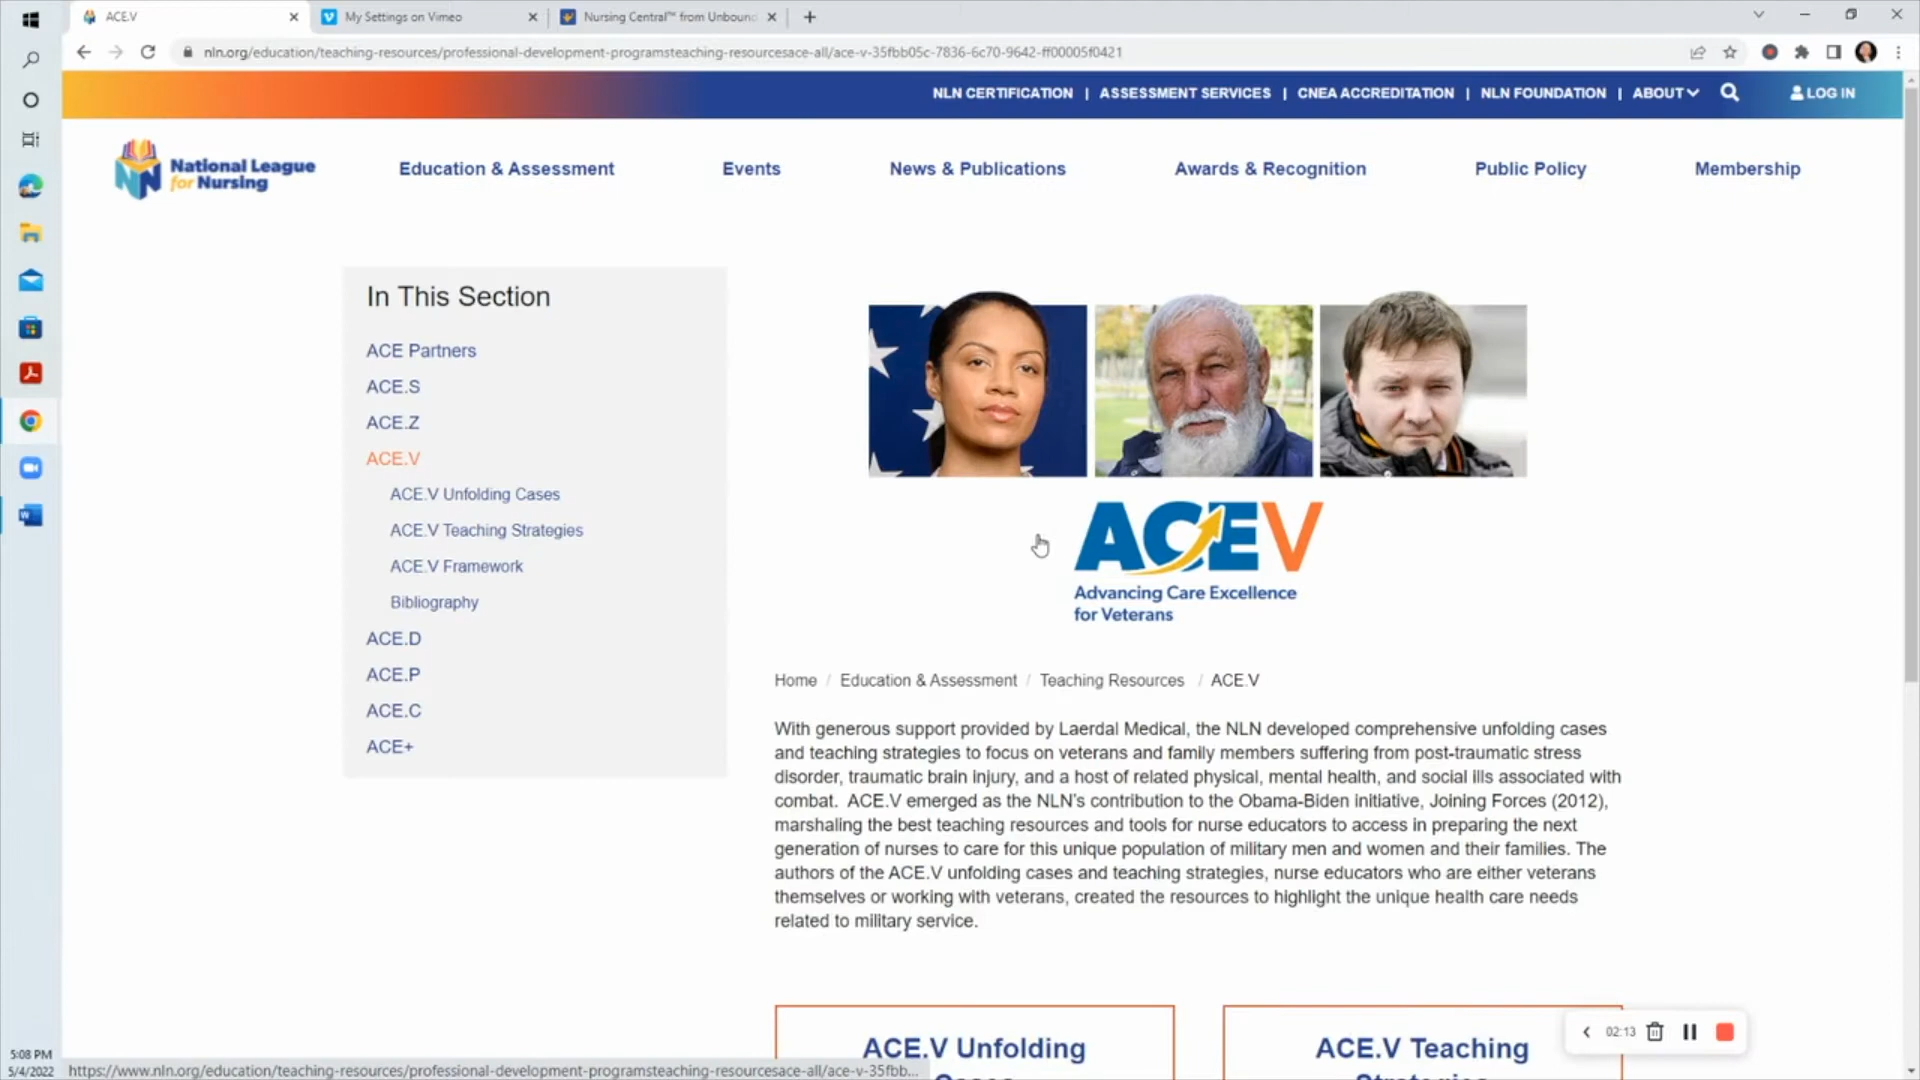 ACE.V
My Settings on Vimeo
Nursing Central™ from Unboun
nln.org/education/teaching-resources/professional-development-programsteaching-resourcesace-all/ace-v-35fbb05c-7836-6c70-9642-ff00005f0421
NLN CERTIFICATION | ASSESSMENT SERVICES | CNEA ACCREDITATION | NLN FOUNDATION | ABOUT
LOG IN
National League
for Nursing
Education & Assessment
Events
News & Publications
Awards & Recognition
Public Policy
Membership
In This Section
ACE Partners
ACE.S
ACE.Z
ACE.V
ACE.V Unfolding Cases
ACE.V Teaching Strategies
ACE.V Framework
Bibliography
ACE.D
ACE.P
ACE.C
ACE+
ACEV
Advancing Care Excellence
for Veterans
Home / Education & Assessment / Teaching Resources / ACE.V
With generous support provided by Laerdal Medical, the NLN developed comprehensive unfolding cases
and teaching strategies to focus on veterans and family members suffering from post-traumatic stress
disorder, traumatic brain injury, and a host of related physical, mental health, and social ills associated with
combat. ACE.V emerged as the NLN's contribution to the Obama-Biden initiative, Joining Forces (2012),
marshaling the best teaching resources and tools for nurse educators to access in preparing the next
generation of nurses to care for this unique population of military men and women and their families. The
authors of the ACE.V unfolding cases and teaching strategies, nurse educators who are either veterans
themselves or working with veterans, created the resources to highlight the unique health care needs
related to military service.
ACE.V Unfolding
Cases
ACE.V Teaching
Strategies
02:13
5:08 PM
5/4/2022
https://www.nln.org/education/teaching-resources/professional-development-programsteaching-resourcesace-all/ace-v-35fbb...